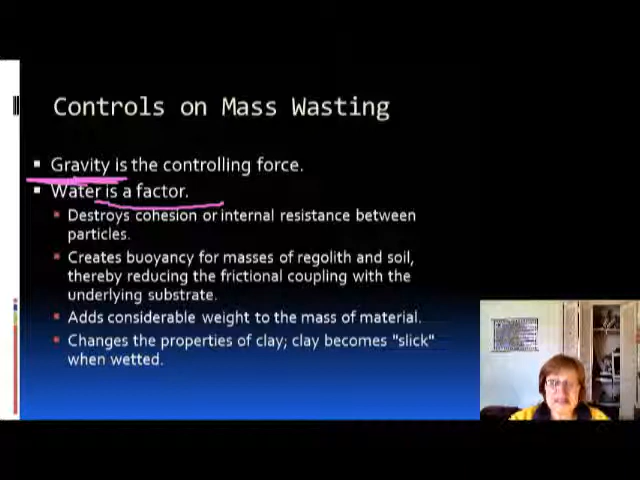 Controls on Mass Wasting
Gravity is the controlling force.
Water is a factor.
Destroys cohesion or internal resistance between
particles.
Creates buoyancy for masses of regolith and soil,
thereby reducing the frictional coupling with the
underlying substrate.
Adds considerable weight to the mass of material.
Changes the properties of clay; clay becomes "slick"
when wetted.